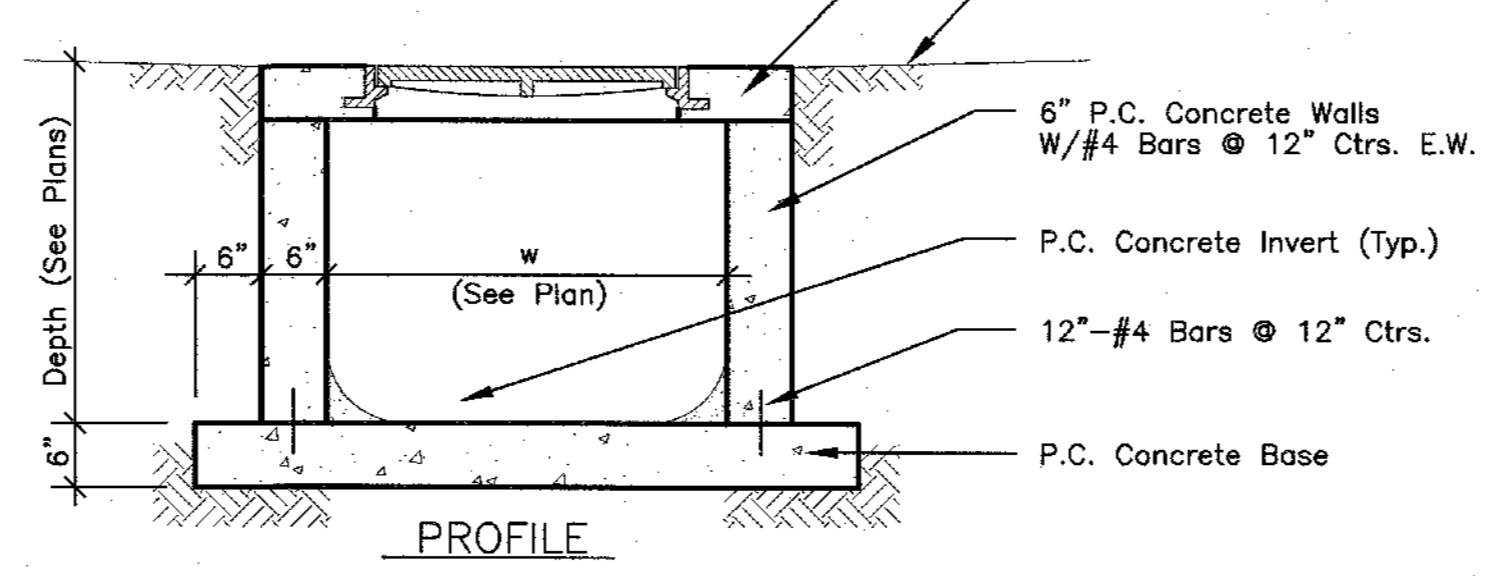 Depth (See Plans)
6"
6"
6"
w
(See Plan)
6" P.C. Concrete Walls
W/#4 Bars @ 12" Ctrs. E.W.
P.C. Concrete Invert (Typ.)
12"-#4 Bars @ 12" Ctrs.
P.C. Concrete Base
PROFILE